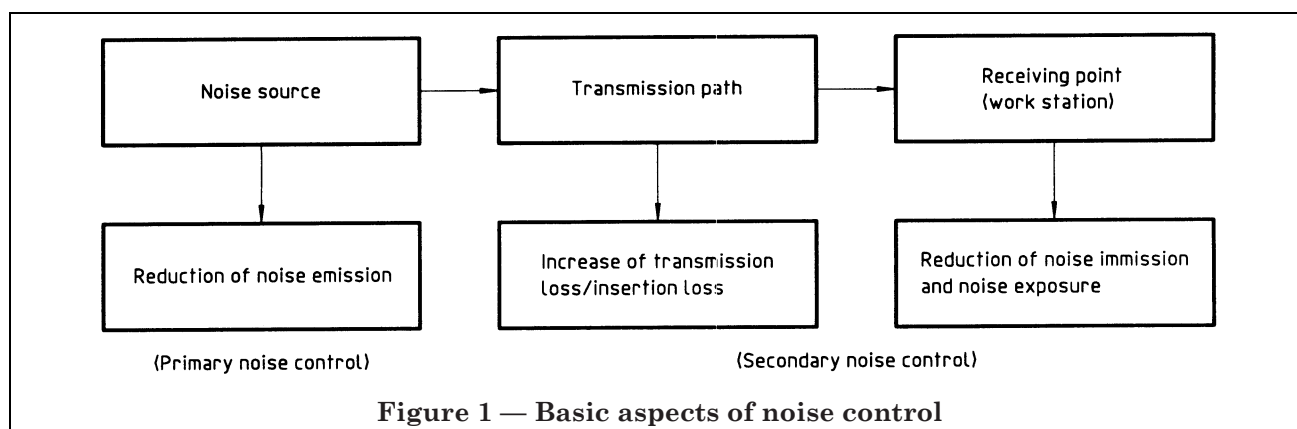 Noise source
Transmission path
Receiving point
(work station)
Reduction of noise emission
Increase of transmission
loss/insertion loss
Reduction of noise immission
and noise exposure
(Primary noise control)
(Secondary noise control)
Figure 1 — Basic aspects of noise control